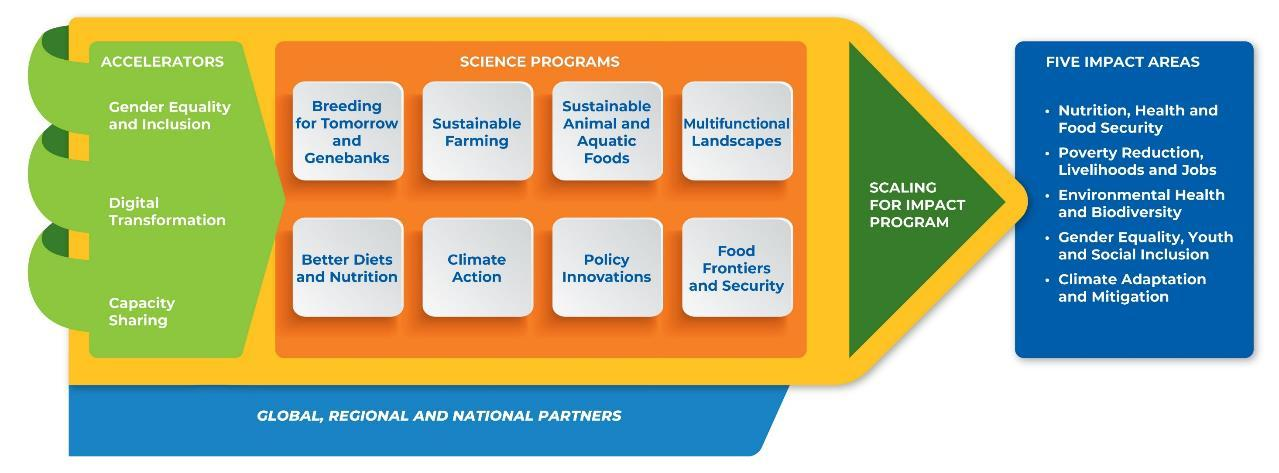 ACCELERATORS
Gender Equality
and Inclusion
Digital
Transformation
Capacity
Sharing
SCIENCE PROGRAMS
Breeding
for Tomorrow
and
Genebanks
Sustainable
Farming
Sustainable
Animal and
Aquatic
Foods
Multifunctional
Landscapes
Better Diets
and Nutrition
Climate
Action
Policy
Innovations
Food
Frontiers
and Security
SCALING
FOR IMPACT
PROGRAM
FIVE IMPACT AREAS
• Nutrition, Health and
Food Security
• Poverty Reduction,
Livelihoods and Jobs
• Environmental Health
and Biodiversity
• Gender Equality, Youth
and Social Inclusion
• Climate Adaptation
and Mitigation
GLOBAL, REGIONAL AND NATIONAL PARTNERS